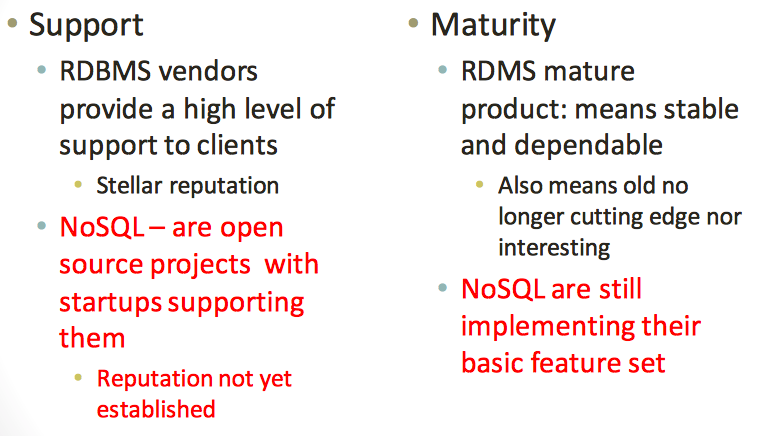 • Support
• RDBMS vendors
provide a high level of
support to clients
• Stellar reputation
• NoSQL – are open
source projects with
startups supporting
them
• Reputation not yet
established
• Maturity
• RDMS mature
product: means stable
and dependable
• Also means old no
longer cutting edge nor
interesting
• NoSQL are still
implementing their
basic feature set